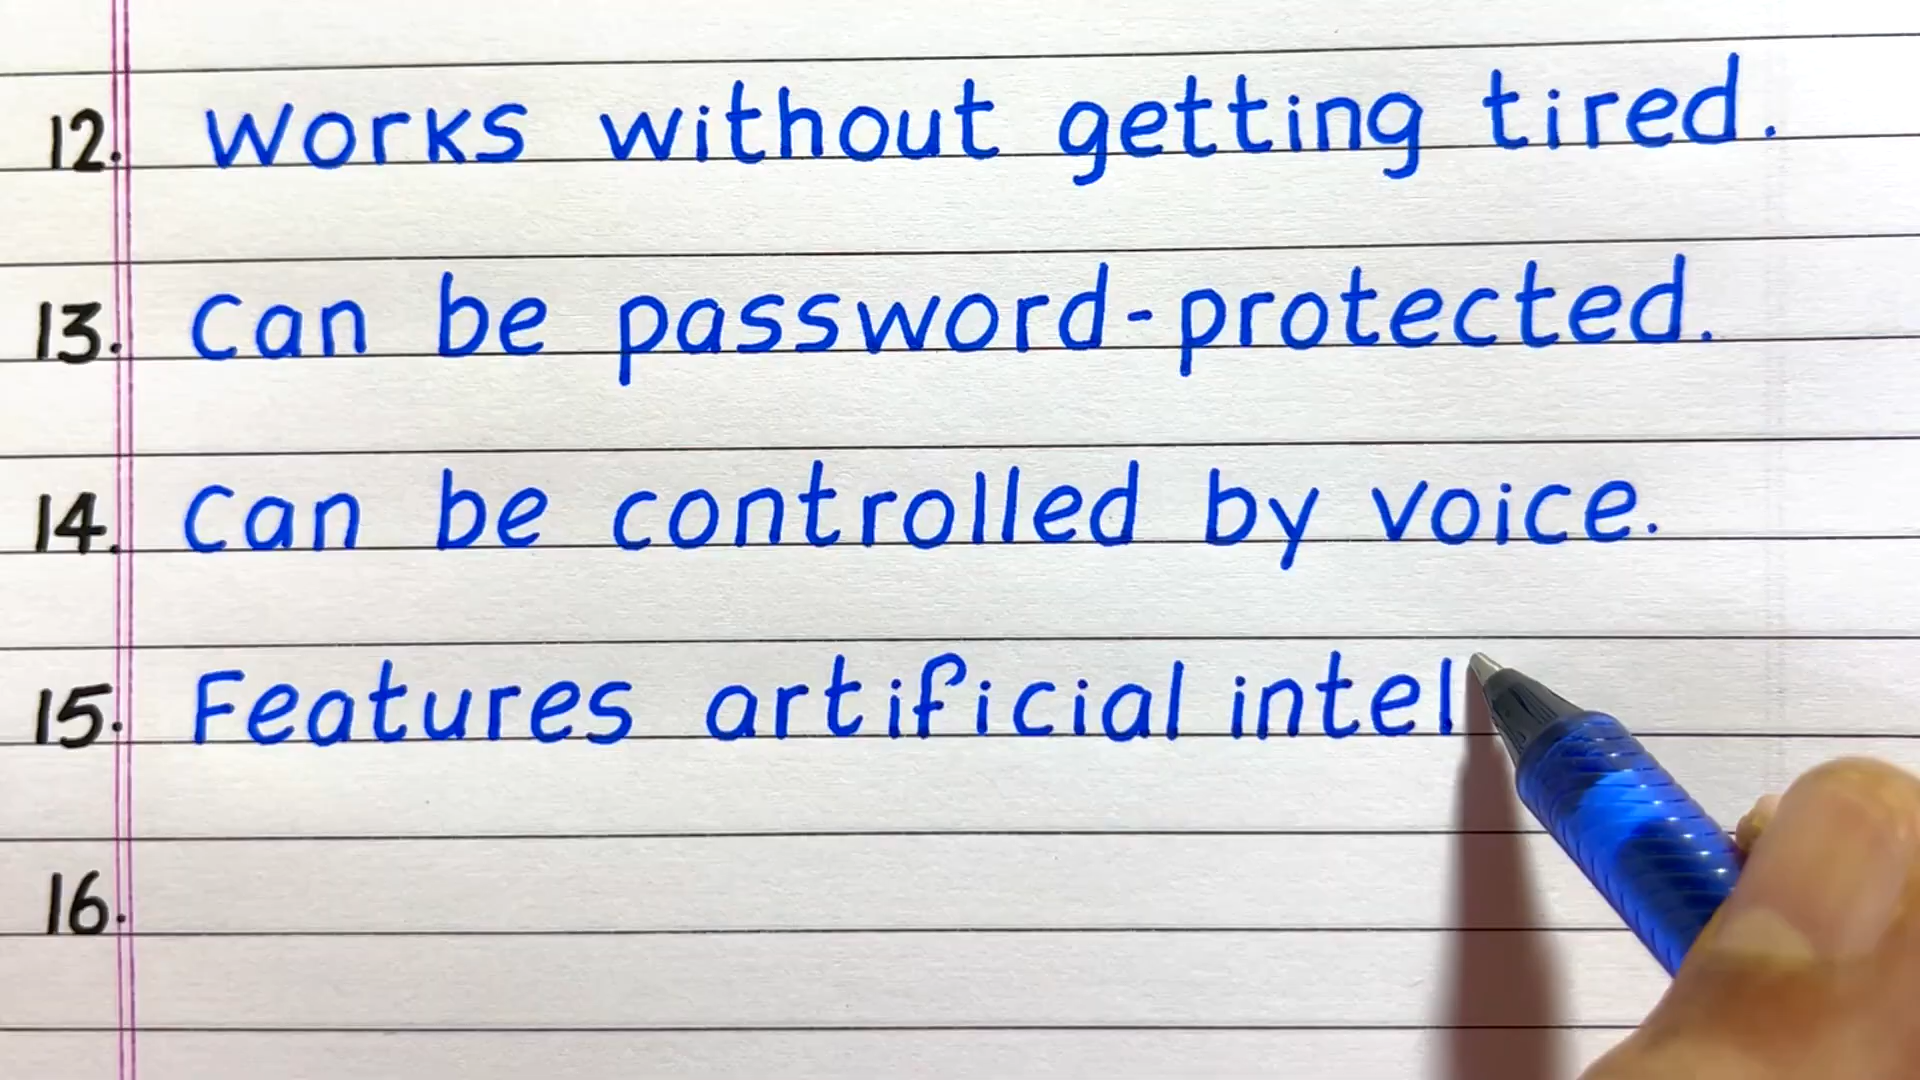 12. Works without getting tired.
13. Can be password-protected.
14. Can be controlled by voice.
15. Features artificial intel
16.